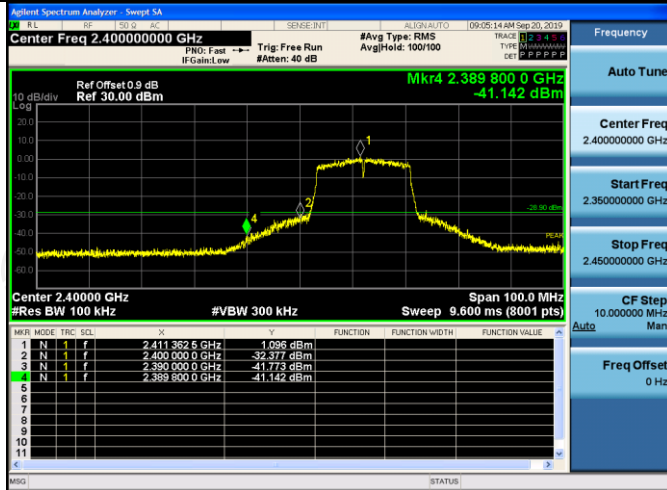 Agilent Spectrum Analyzer - Swept SA
RL RF 50 Ω AC SENSE:INT ALIGNAUTO 09:05:14 AM Sep 20, 2019
Center Freq 2.400000000 GHz
PNO: Fast
IFGain:Low
Trig: Free Run
#Atten: 40 dB
#Avg Type: RMS
Avg|Hold: 100/100
TRACE 1 2 3 4 5 6
TYPE M
DET P P P P P P
Ref Offset 0.9 dB
Ref 30.00 dBm
10 dB/div
Log
Mkr4 2.389 800 0 GHz
-41.142 dBm
20.0
10.0
0.00
-10.0
-20.0
-30.0
-40.0
-50.0
-60.0
1
2
4
-28.90 dBm
PEAK
Center 2.40000 GHz
Span 100.0 MHz
#Res BW 100 kHz
#VBW 300 kHz
Sweep 9.600 ms (8001 pts)
MKR MODE TRC SCL X Y FUNCTION FUNCTION WIDTH FUNCTION VALUE
1 N 1 f 2.411 362 5 GHz 1.096 dBm
2 N 1 f 2.400 000 0 GHz -32.377 dBm
3 N 1 f 2.390 000 0 GHz -41.773 dBm
4 N 1 f 2.389 800 0 GHz -41.142 dBm
5
6
7
8
9
10
11
MSG STATUS
Frequency
Auto Tune
Center Freq
2.400000000 GHz
Start Freq
2.350000000 GHz
Stop Freq
2.450000000 GHz
CF Step
10.000000 MHz
Auto Man
Freq Offset
0 Hz